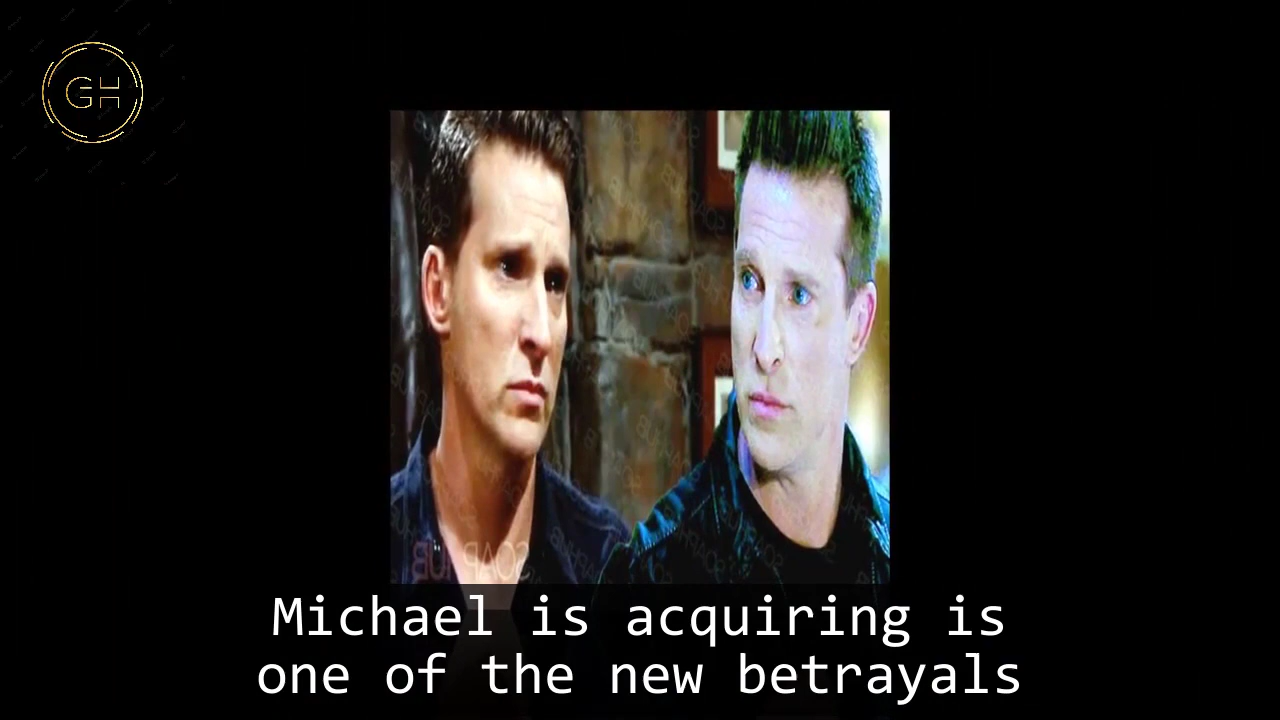 GH
Michael is acquiring is
one of the new betrayals